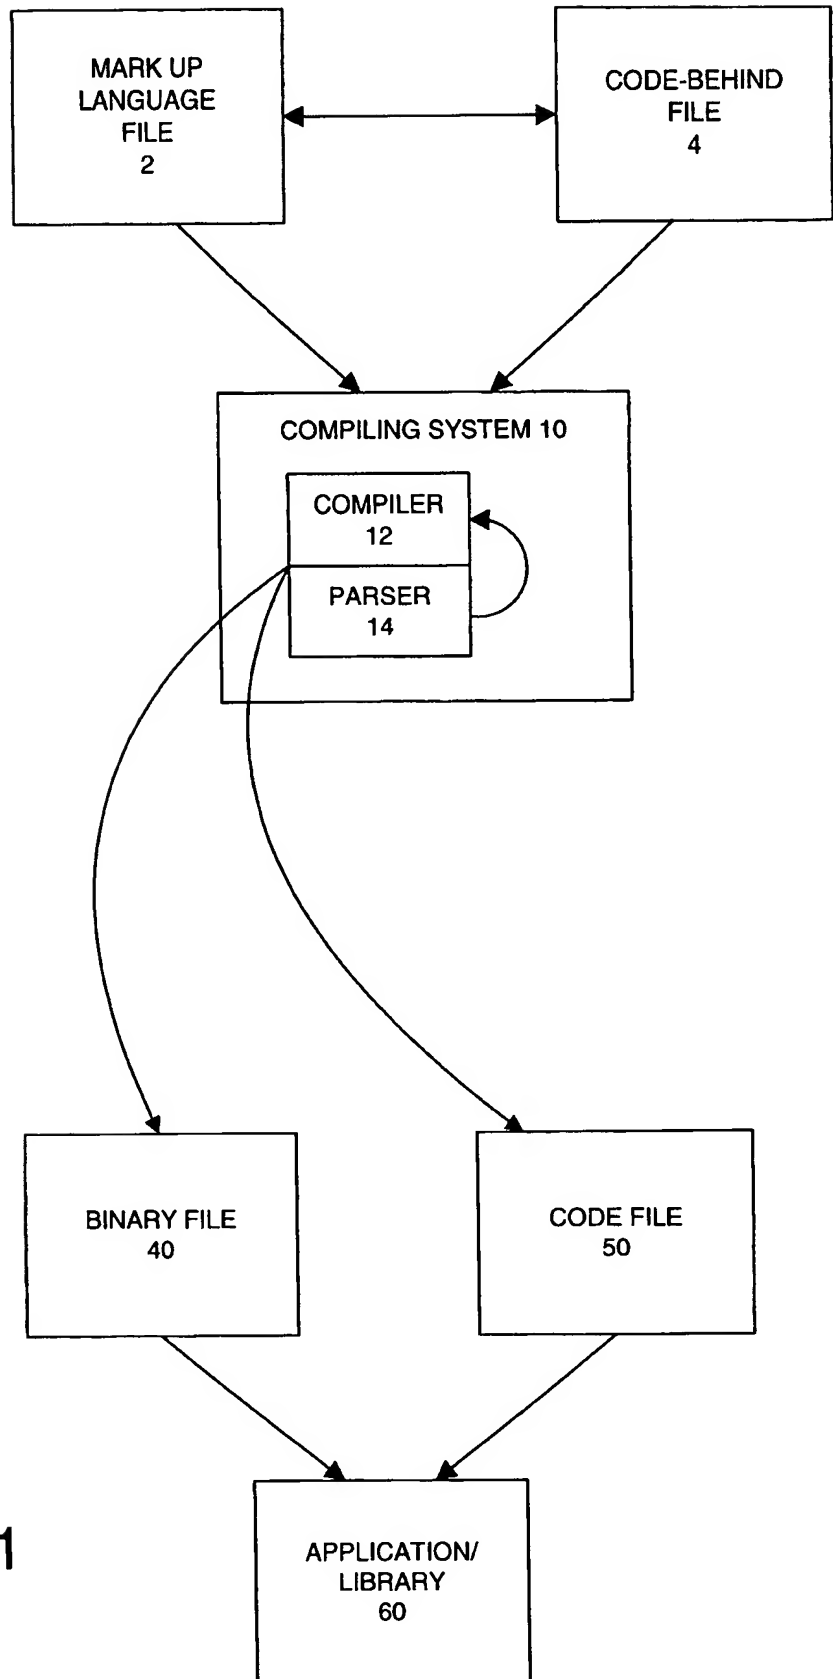 MARK UP
LANGUAGE
FILE
2
CODE-BEHIND
FILE
4
COMPILING SYSTEM 10
COMPILER
12
PARSER
14
BINARY FILE
40
CODE FILE
50
1
APPLICATION/
LIBRARY
60